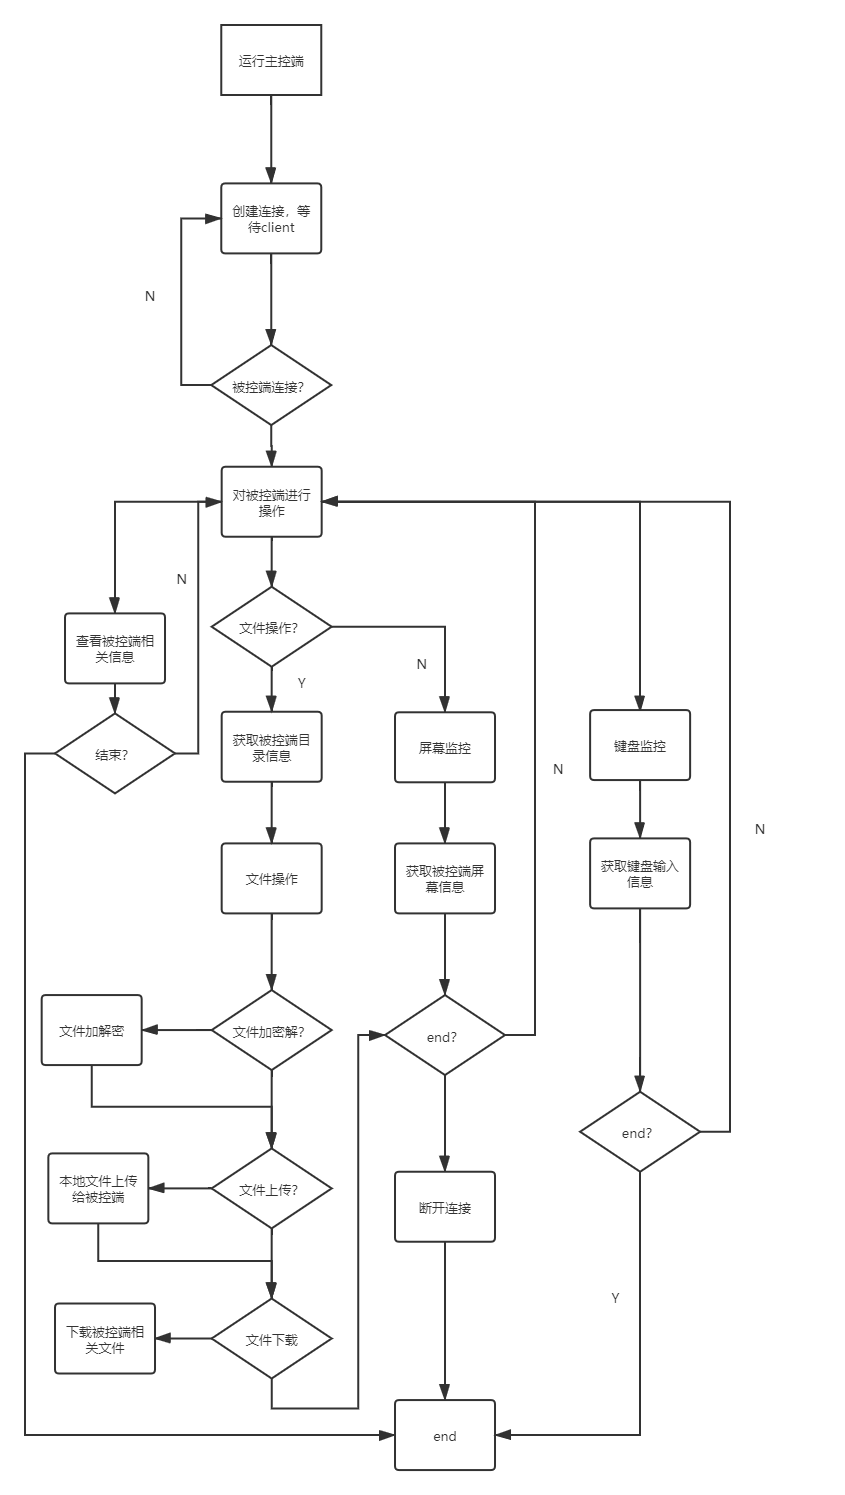 运行主控端
创建连接，等
待client
N
被控端连接？
对被控端进行
操作
N
文件操作？
查看被控端相
关信息
N
Y
结束？
获取被控端目
录信息
屏幕监控
键盘监控
N
N
文件操作
获取被控端屏
幕信息
获取键盘输入
信息
文件加解密
文件加密解？
end？
end？
本地文件上传
给被控端
文件上传？
断开连接
Y
下载被控端相
关文件
文件下载
end